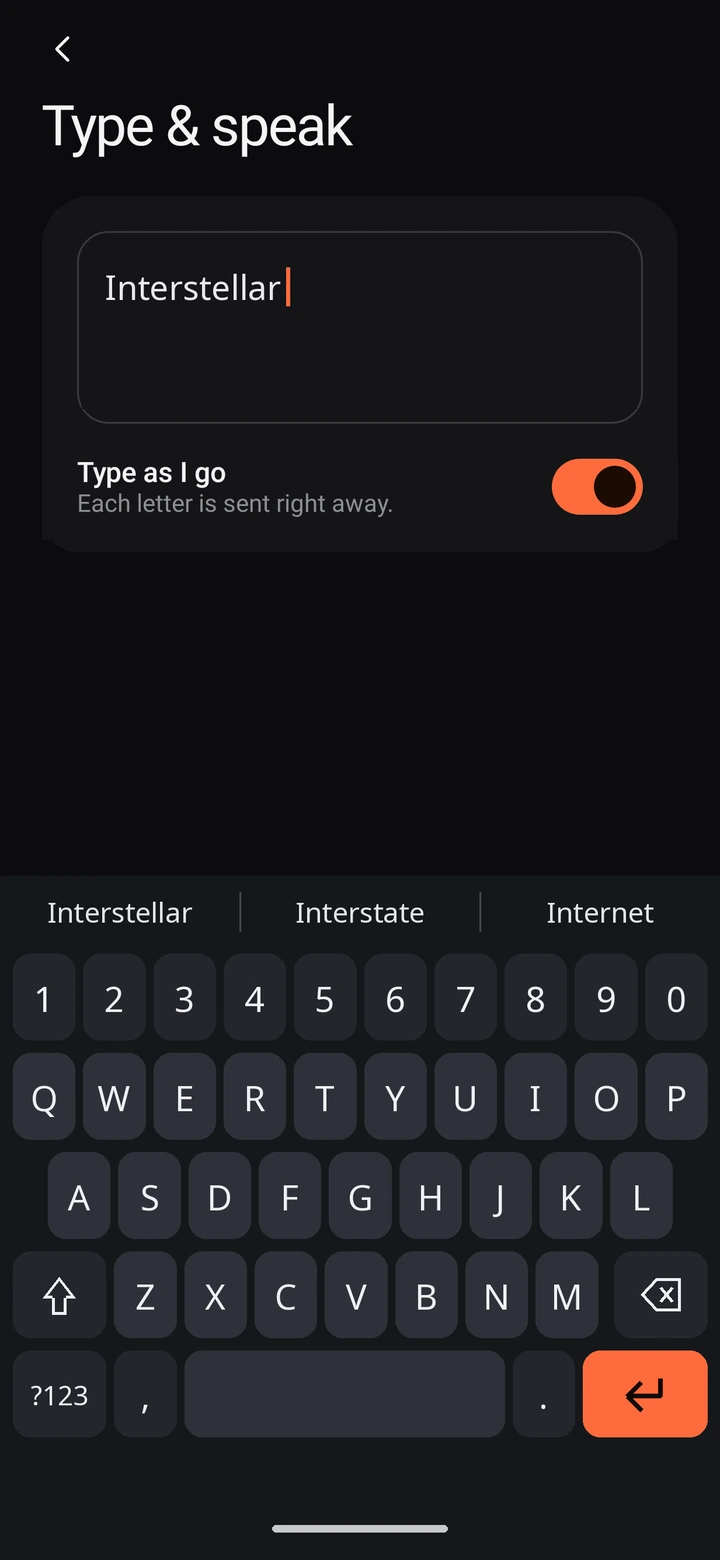 Type & speak
Interstellar
Type as I go
Each letter is sent right away.
Interstellar Interstate Internet
1 2 3 4 5 6 7 8 9 0
Q W E R T Y U I O P
A S D F G H J K L
Z X C V B N M
?123 , .